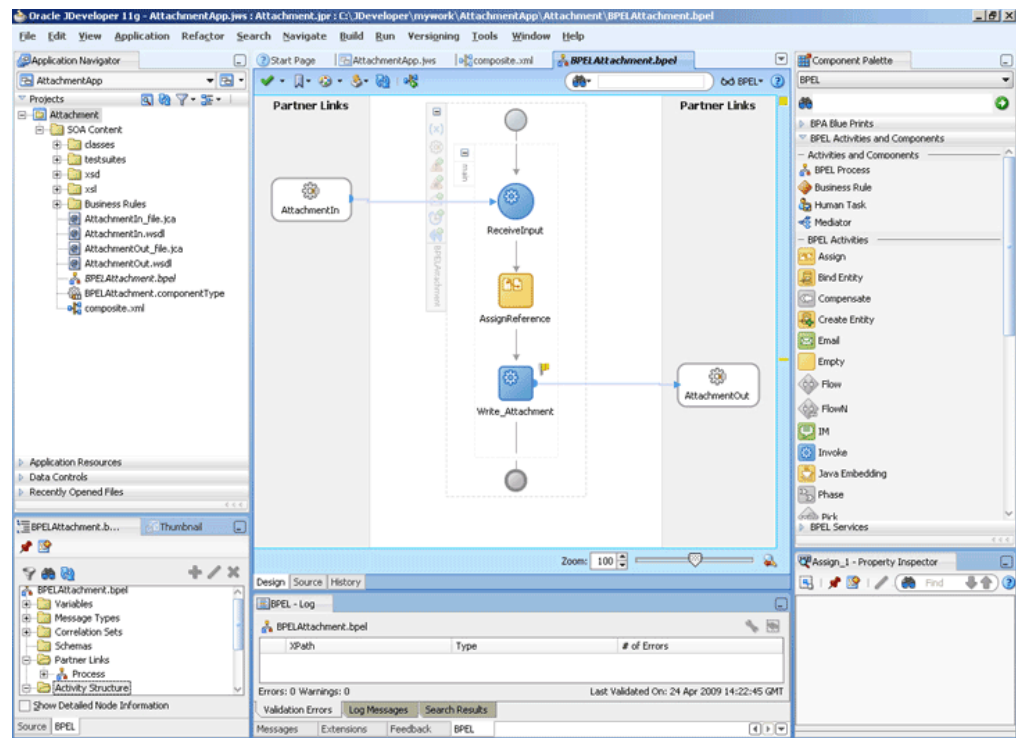 Oracle JDeveloper 11g - AttachmentApp.jws : Attachment.jpr : C:\JDeveloper\mywork\AttachmentApp\Attachment\BPELAttachment.bpel
File Edit View Application Refactor Search Navigate Build Run Versigning Tools Window Help
Application Navigator
AttachmentApp
Projects
Attachment
SOA Content
classes
testsuites
xsd
xsl
Business Rules
AttachmentIn_file.jca
AttachmentIn.wsdl
AttachmentOut_file.jca
AttachmentOut.wsdl
BPELAttachment.bpel
BPELAttachment.componentType
composite.xml
Application Resources
Data Controls
Recently Opened Files
BPELAttachment.b... Thumbnail
BPELAttachment.bpel
Variables
Message Types
Correlation Sets
Schemas
Partner Links
Process
Activity Structure
Show Detailed Node Information
Source BPEL
Start Page AttachmentApp.jws composite.xml BPELAttachment.bpel
BPEL
Partner Links
Partner Links
main
BPELAttachment
AttachmentIn
ReceiveInput
AssignReference
Write_Attachment
AttachmentOut
Zoom: 100
Design Source History
BPEL - Log
BPELAttachment.bpel
XPath Type # of Errors
Errors: 0 Warnings: 0 Last Validated On: 24 Apr 2009 14:22:45 GMT
Validation Errors Log Messages Search Results
Messages Extensions Feedback BPEL
Component Palette
BPEL
BPA Blue Prints
BPEL Activities and Components
Activities and Components
BPEL Process
Business Rule
Human Task
Mediator
BPEL Activities
Assign
Bind Entity
Compensate
Create Entity
Email
Empty
Flow
FlowN
IM
Invoke
Java Embedding
Phase
Pick
BPEL Services
Assign_1 - Property Inspector
Find